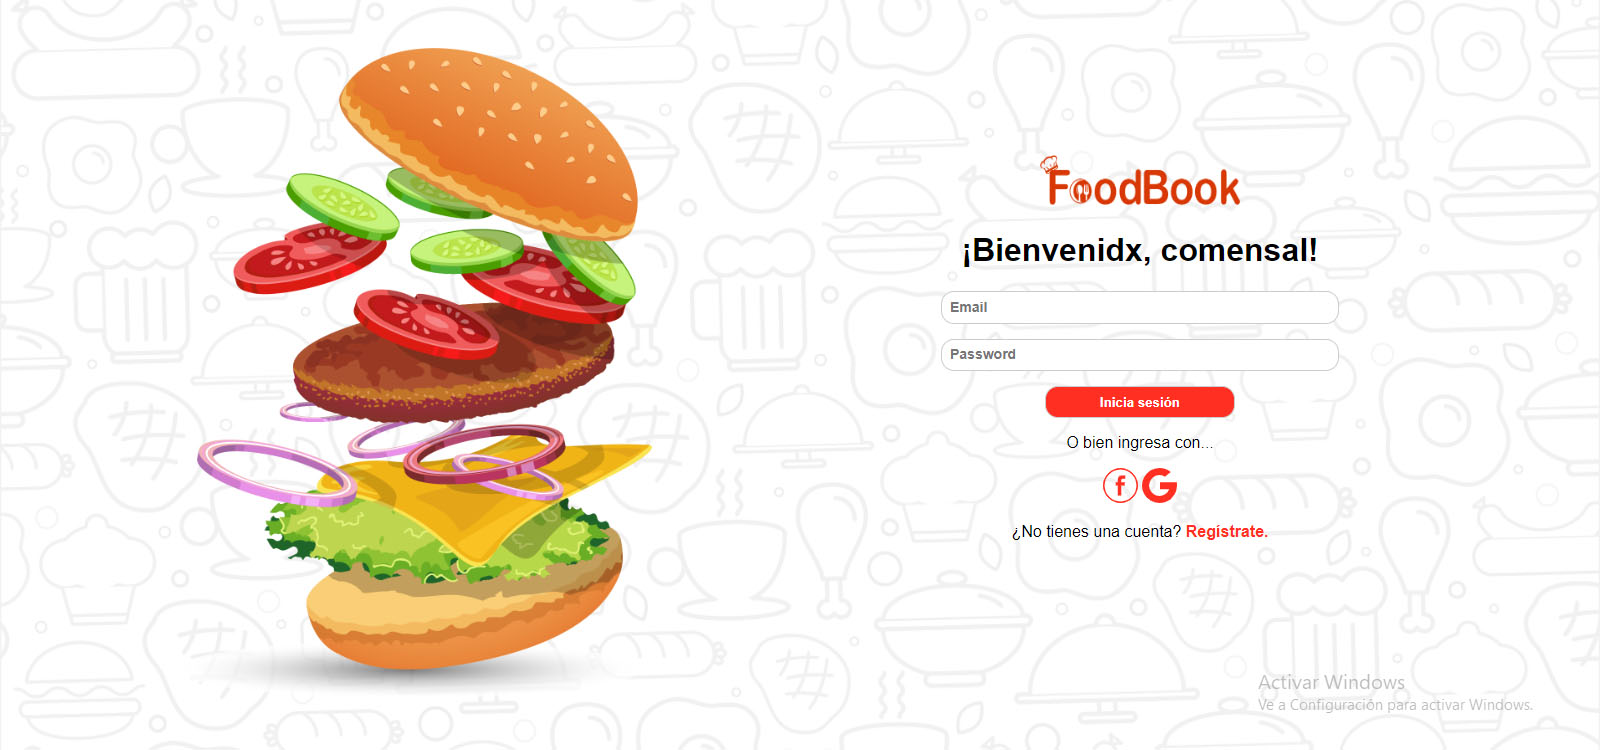 FoodBook
¡Bienvenidx, comensal!
Email
Password
Inicia sesión
O bien ingresa con...
¿No tienes una cuenta? Regístrate.
Activar Windows
Ve a Configuración para activar Windows.